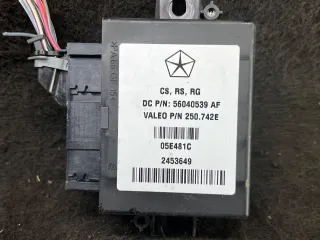 CS, RS, RG
DC P/N: 56040539 AF
VALEO P/N 250.742E
05E481C
2453649